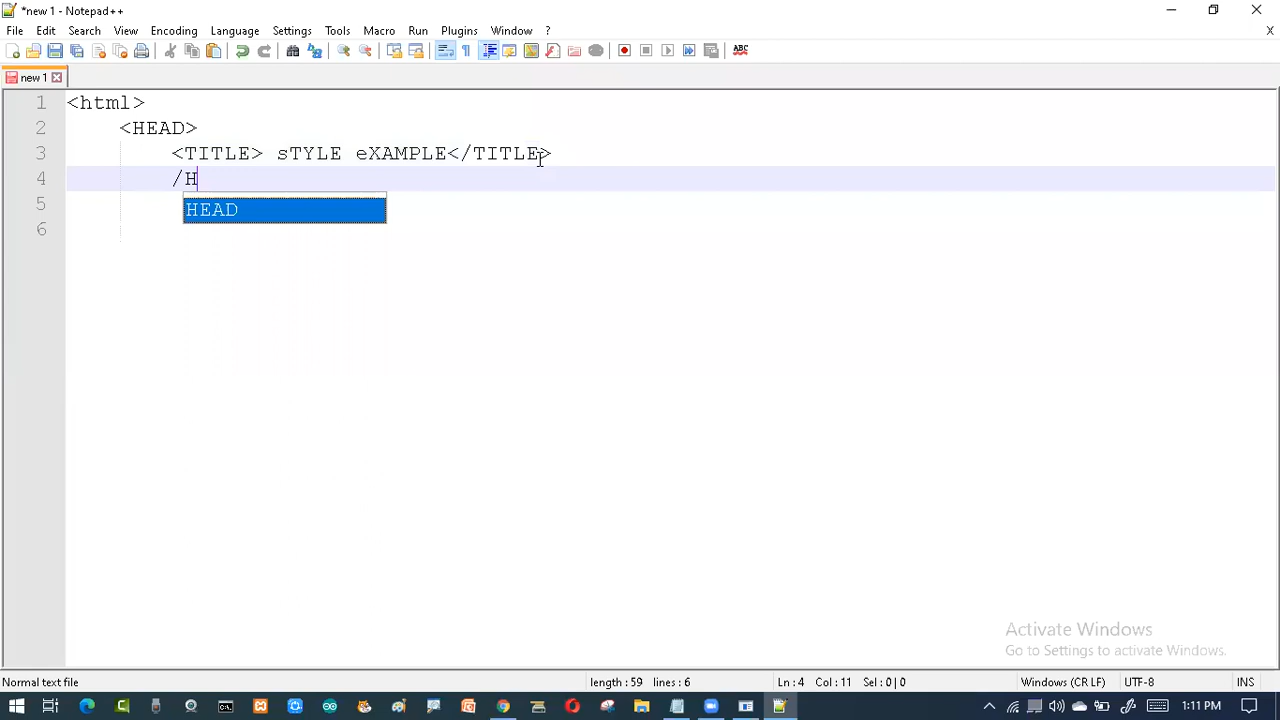 *new 1 - Notepad++
File Edit Search View Encoding Language Settings Tools Macro Run Plugins Window ? X
ABC
new 1
1 <html>
2 <HEAD>
3 <TITLE> sTYLE eXAMPLE</TITLE>
4 /H
5 HEAD
6
Activate Windows
Go to Settings to activate Windows.
Normal text file length : 59 lines : 6 Ln : 4 Col : 11 Sel : 0 | 0 Windows (CR LF) UTF-8 INS
1:11 PM